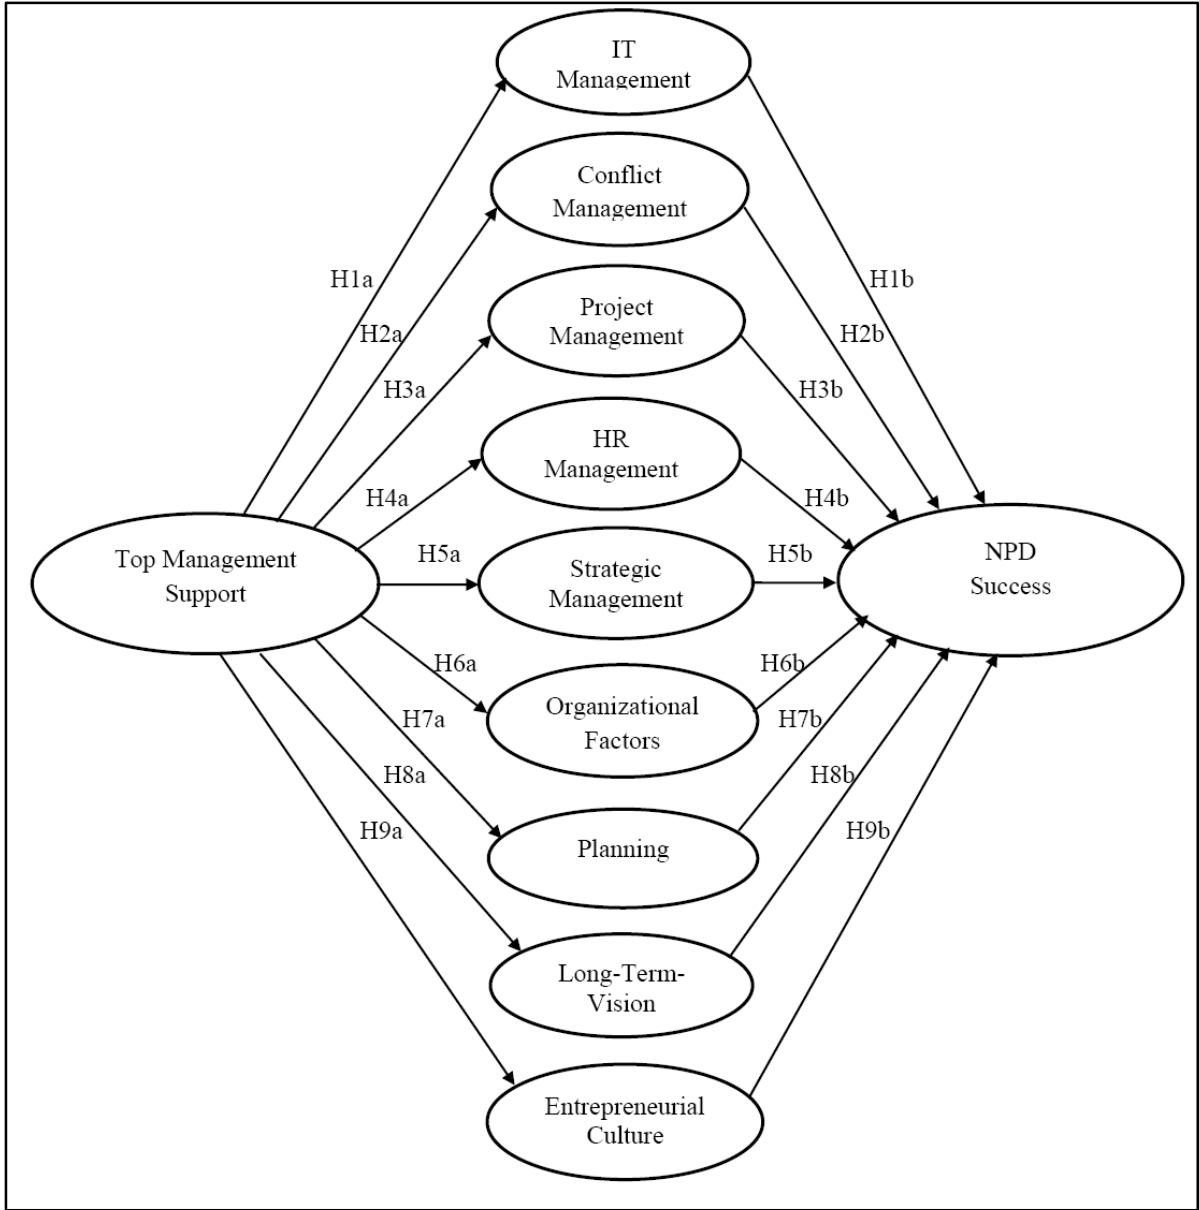 IT
Management
Conflict
Management
H1a
H1b
Project
Management
H2a
H2b
H3a
H3b
HR
Management
H4a
H4b
Top Management
Support
H5a
Strategic
Management
H5b
NPD
Success
H6a
H6b
Organizational
Factors
H7a
H7b
H8a
H8b
H9a
H9b
Planning
Long-Term-
Vision
Entrepreneurial
Culture